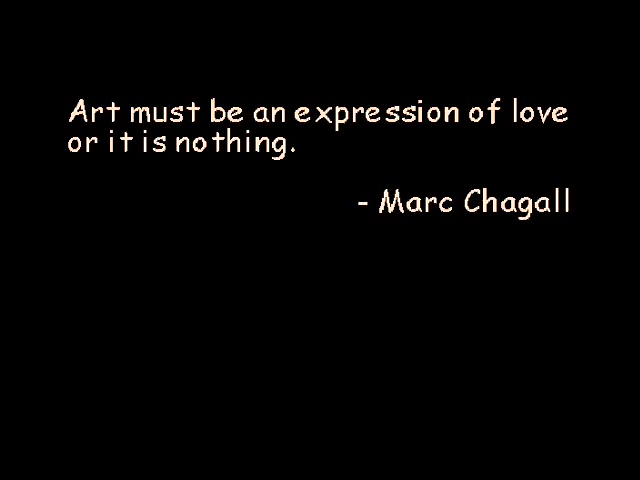 Art must be an expression of love
or it is nothing.
- Marc Chagall